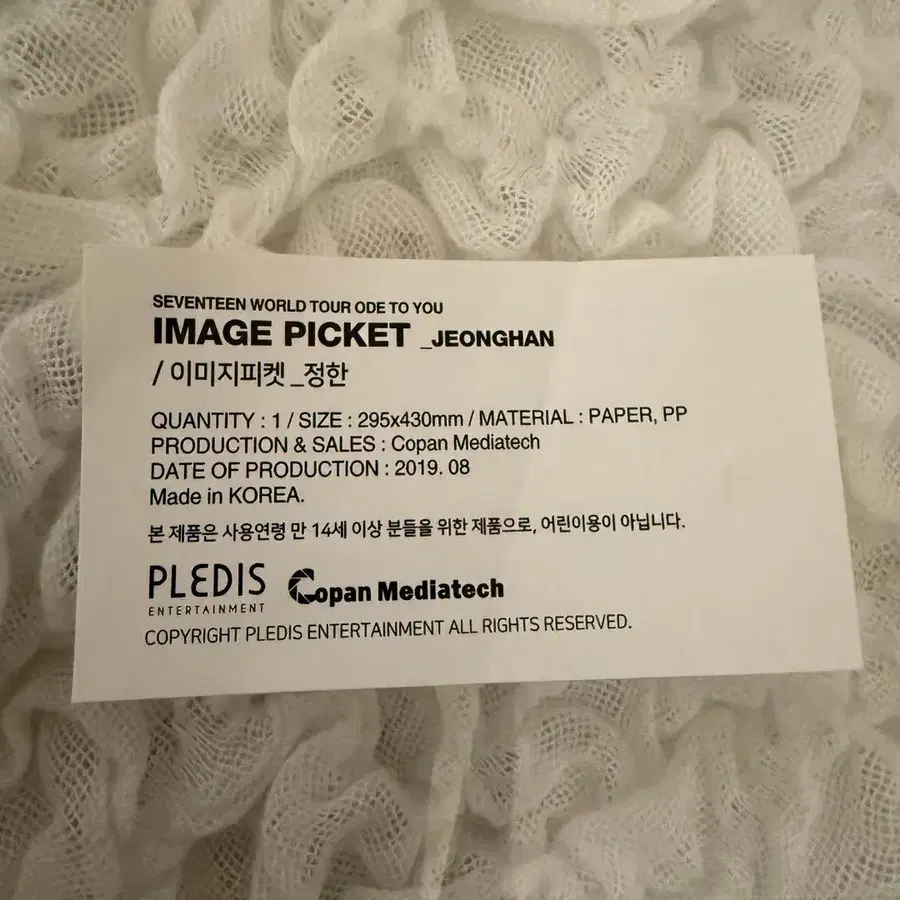 SEVENTEEN WORLD TOUR ODE TO YOU
IMAGE PICKET _JEONGHAN
/ 이미지피켓 _정한
QUANTITY : 1 / SIZE : 295x430mm / MATERIAL : PAPER, PP
PRODUCTION & SALES : Copan Mediatech
DATE OF PRODUCTION : 2019. 08
Made in KOREA.
본 제품은 사용연령 만 14세 이상 분들을 위한 제품으로, 어린이용이 아닙니다.
PLEDIS
ENTERTAINMENT
Copan Mediatech
COPYRIGHT PLEDIS ENTERTAINMENT ALL RIGHTS RESERVED.